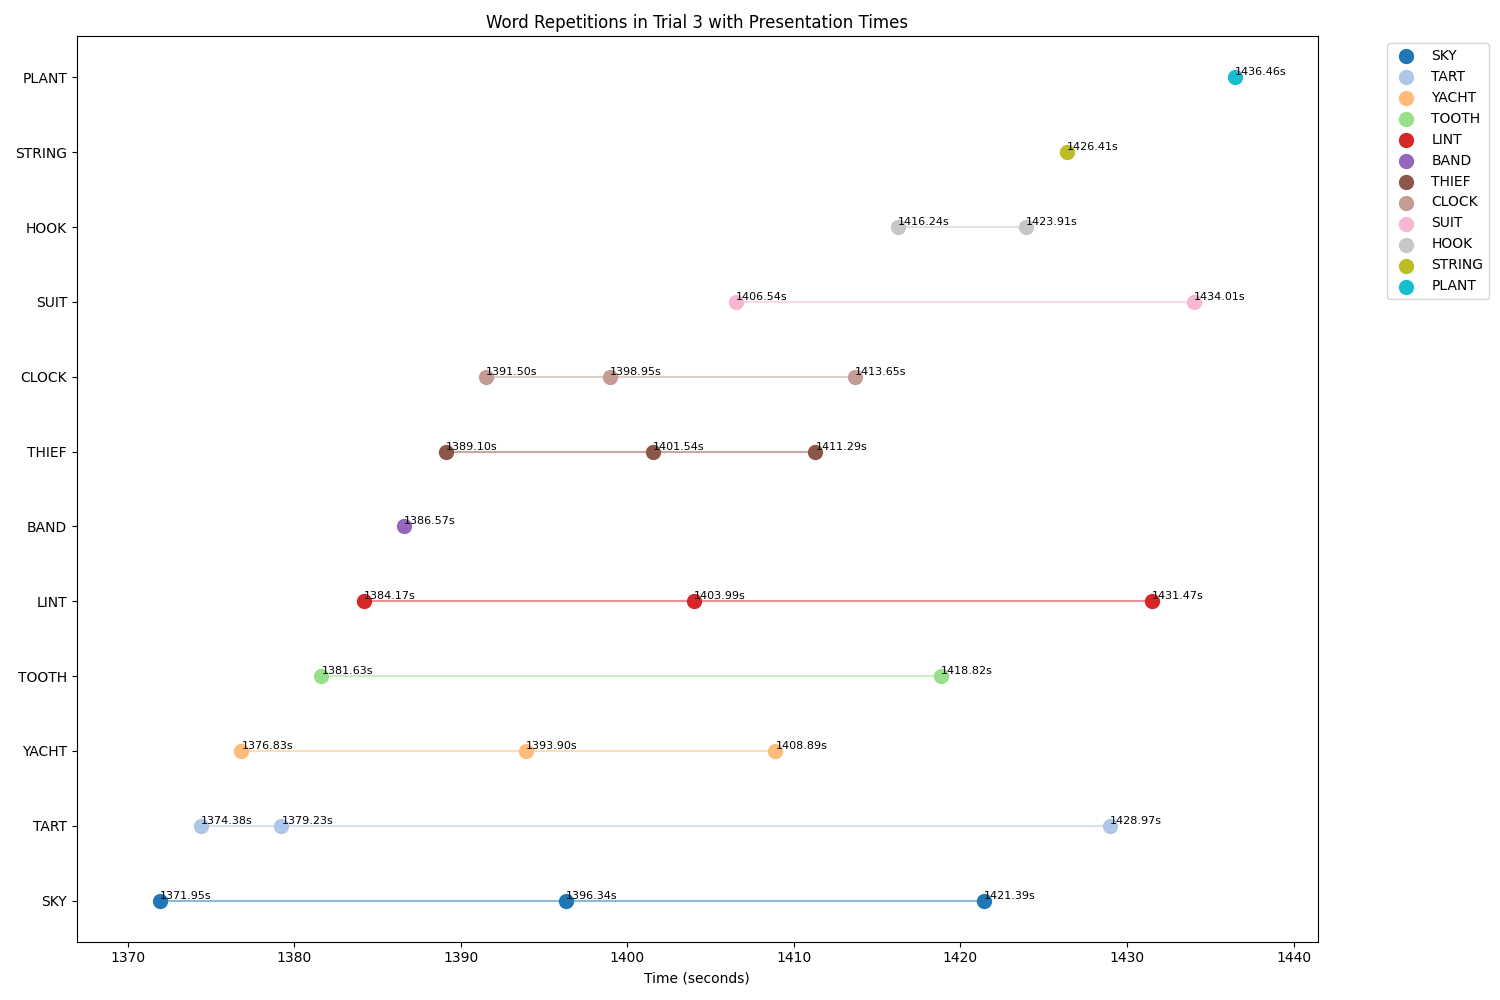 Word Repetitions in Trial 3 with Presentation Times
PLANT
1436.46s
STRING
1426.41s
HOOK
1416.24s
1423.91s
SUIT
1406.54s
1434.01s
CLOCK
1391.50s
1398.95s
1413.65s
THIEF
1389.10s
1401.54s
1411.29s
BAND
1386.57s
LINT
1384.17s
1403.99s
1431.47s
TOOTH
1381.63s
1418.82s
YACHT
1376.83s
1393.90s
1408.89s
TART
1374.38s
1379.23s
1428.97s
SKY
1371.95s
1396.34s
1421.39s
1370
1380
1390
1400
1410
1420
1430
1440
Time (seconds)
SKY
TART
YACHT
TOOTH
LINT
BAND
THIEF
CLOCK
SUIT
HOOK
STRING
PLANT